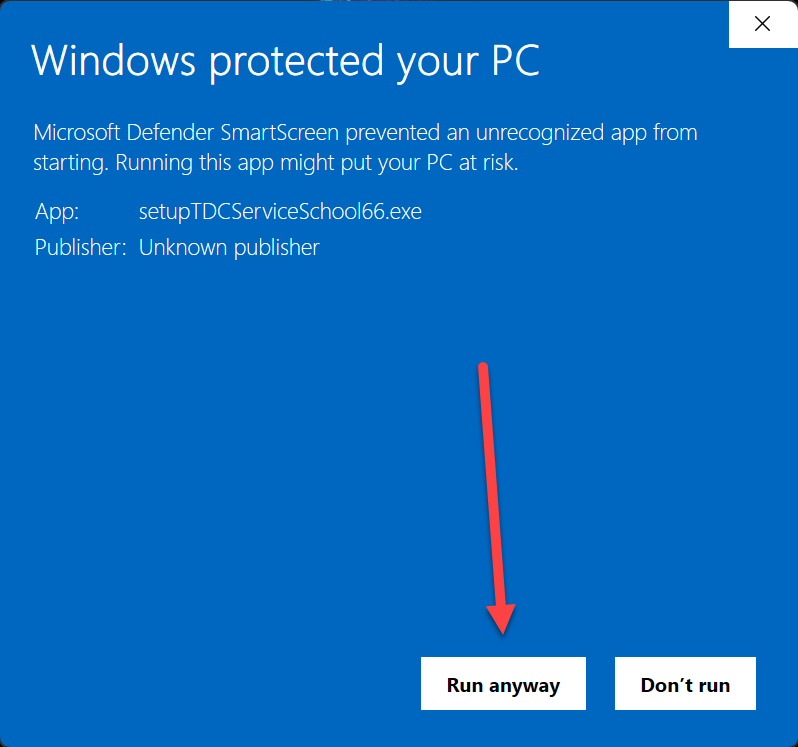 Windows protected your PC
Microsoft Defender SmartScreen prevented an unrecognized app from
starting. Running this app might put your PC at risk.
App: setupTDCServiceSchool66.exe
Publisher: Unknown publisher
Run anyway Don’t run